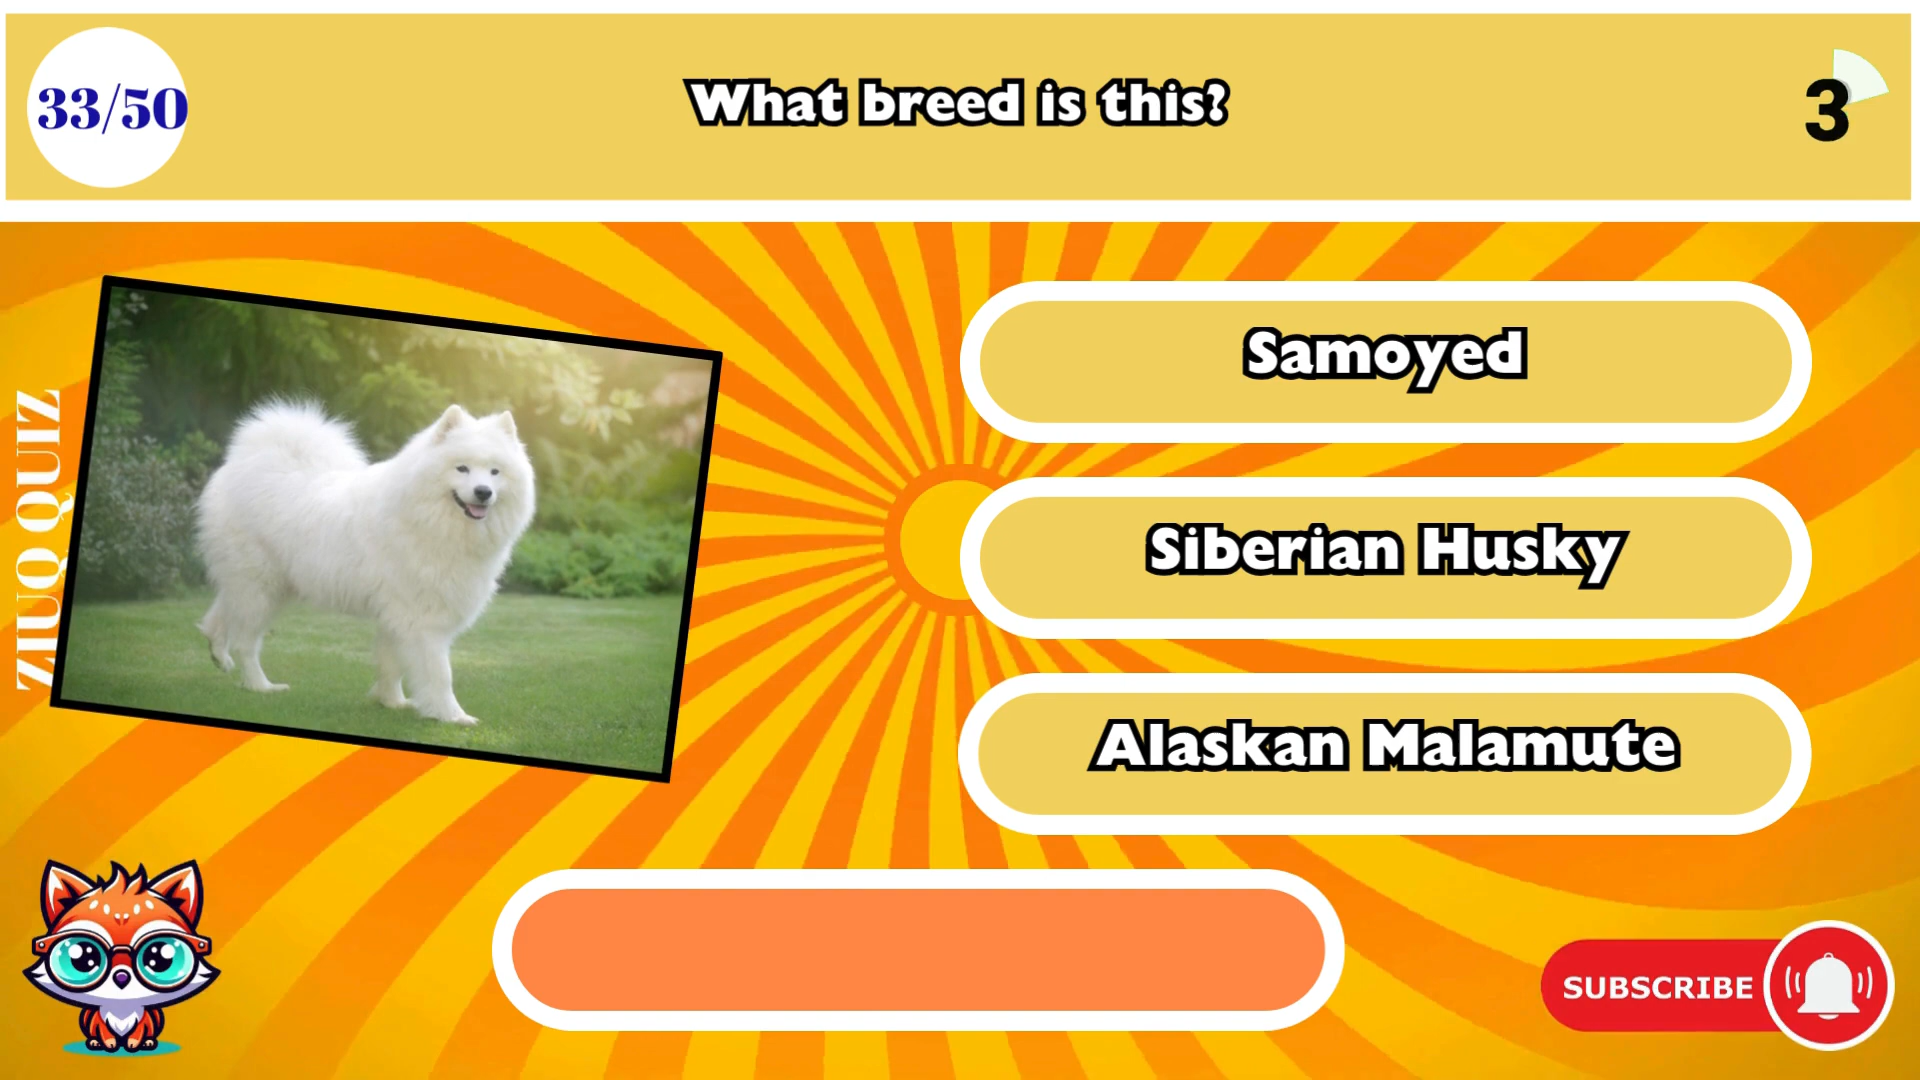 33/50
What breed is this?
3
ZIUQ QUIZ
Samoyed
Siberian Husky
Alaskan Malamute
SUBSCRIBE